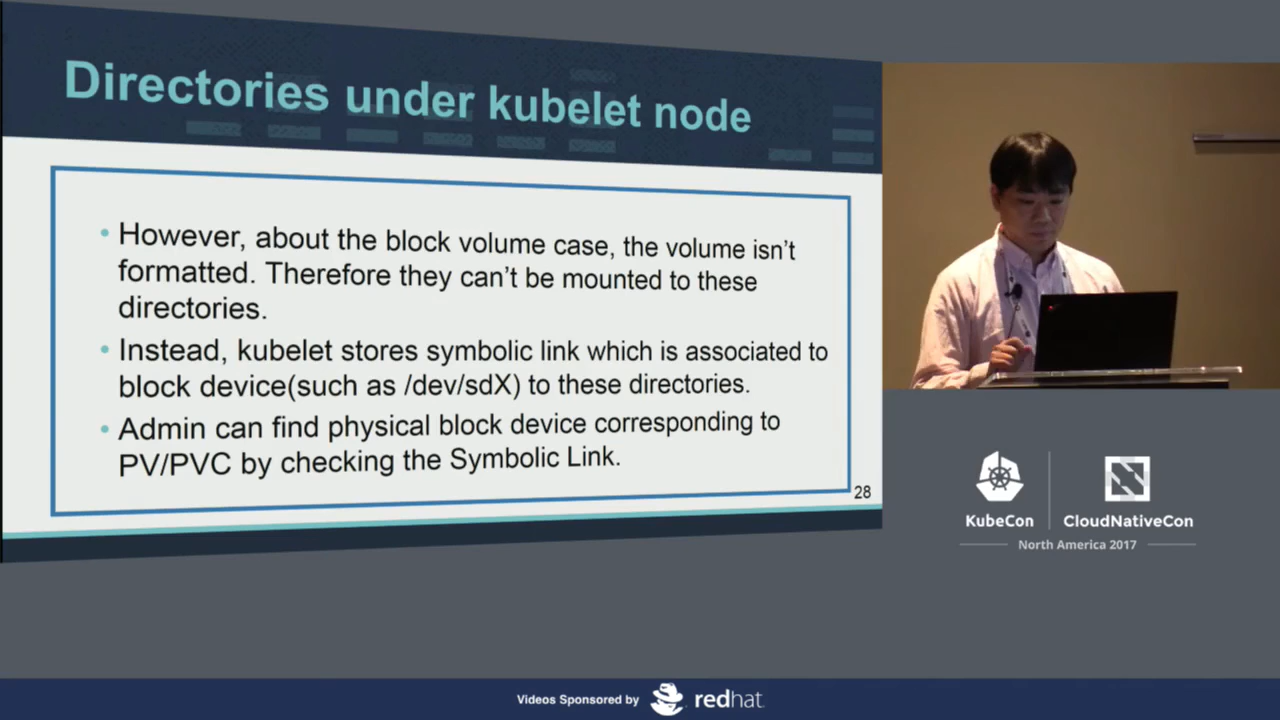 Directories under kubelet node
• However, about the block volume case, the volume isn't
formatted. Therefore they can't be mounted to these
directories.
• Instead, kubelet stores symbolic link which is associated to
block device(such as /dev/sdX) to these directories.
• Admin can find physical block device corresponding to
PV/PVC by checking the Symbolic Link.
28
KubeCon
CloudNativeCon
North America 2017
Videos Sponsored by
redhat